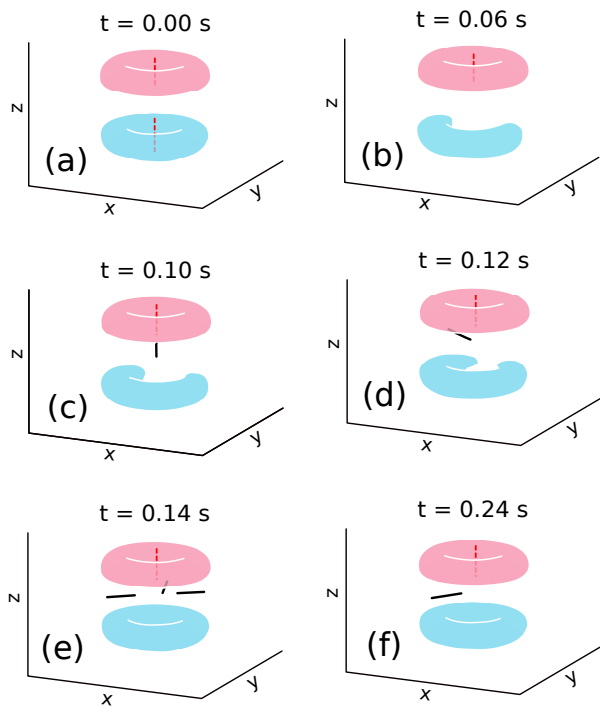 t = 0.00 s
z
(a)
x
y
t = 0.06 s
z
(b)
x
y
t = 0.10 s
z
(c)
x
y
t = 0.12 s
z
(d)
x
y
t = 0.14 s
z
(e)
x
y
t = 0.24 s
z
(f)
x
y